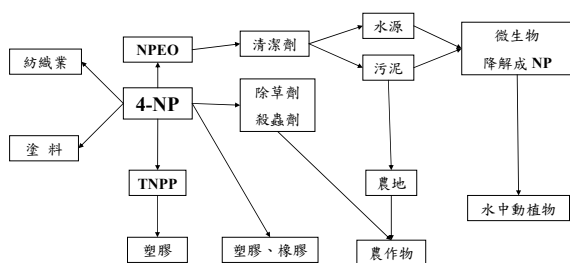 NPEO
清潔劑
水源
污泥
微生物
降解成 NP
紡織業
4-NP
除草劑
殺蟲劑
塗料
TNPP
農地
水中動植物
塑膠
塑膠、橡膠
農作物